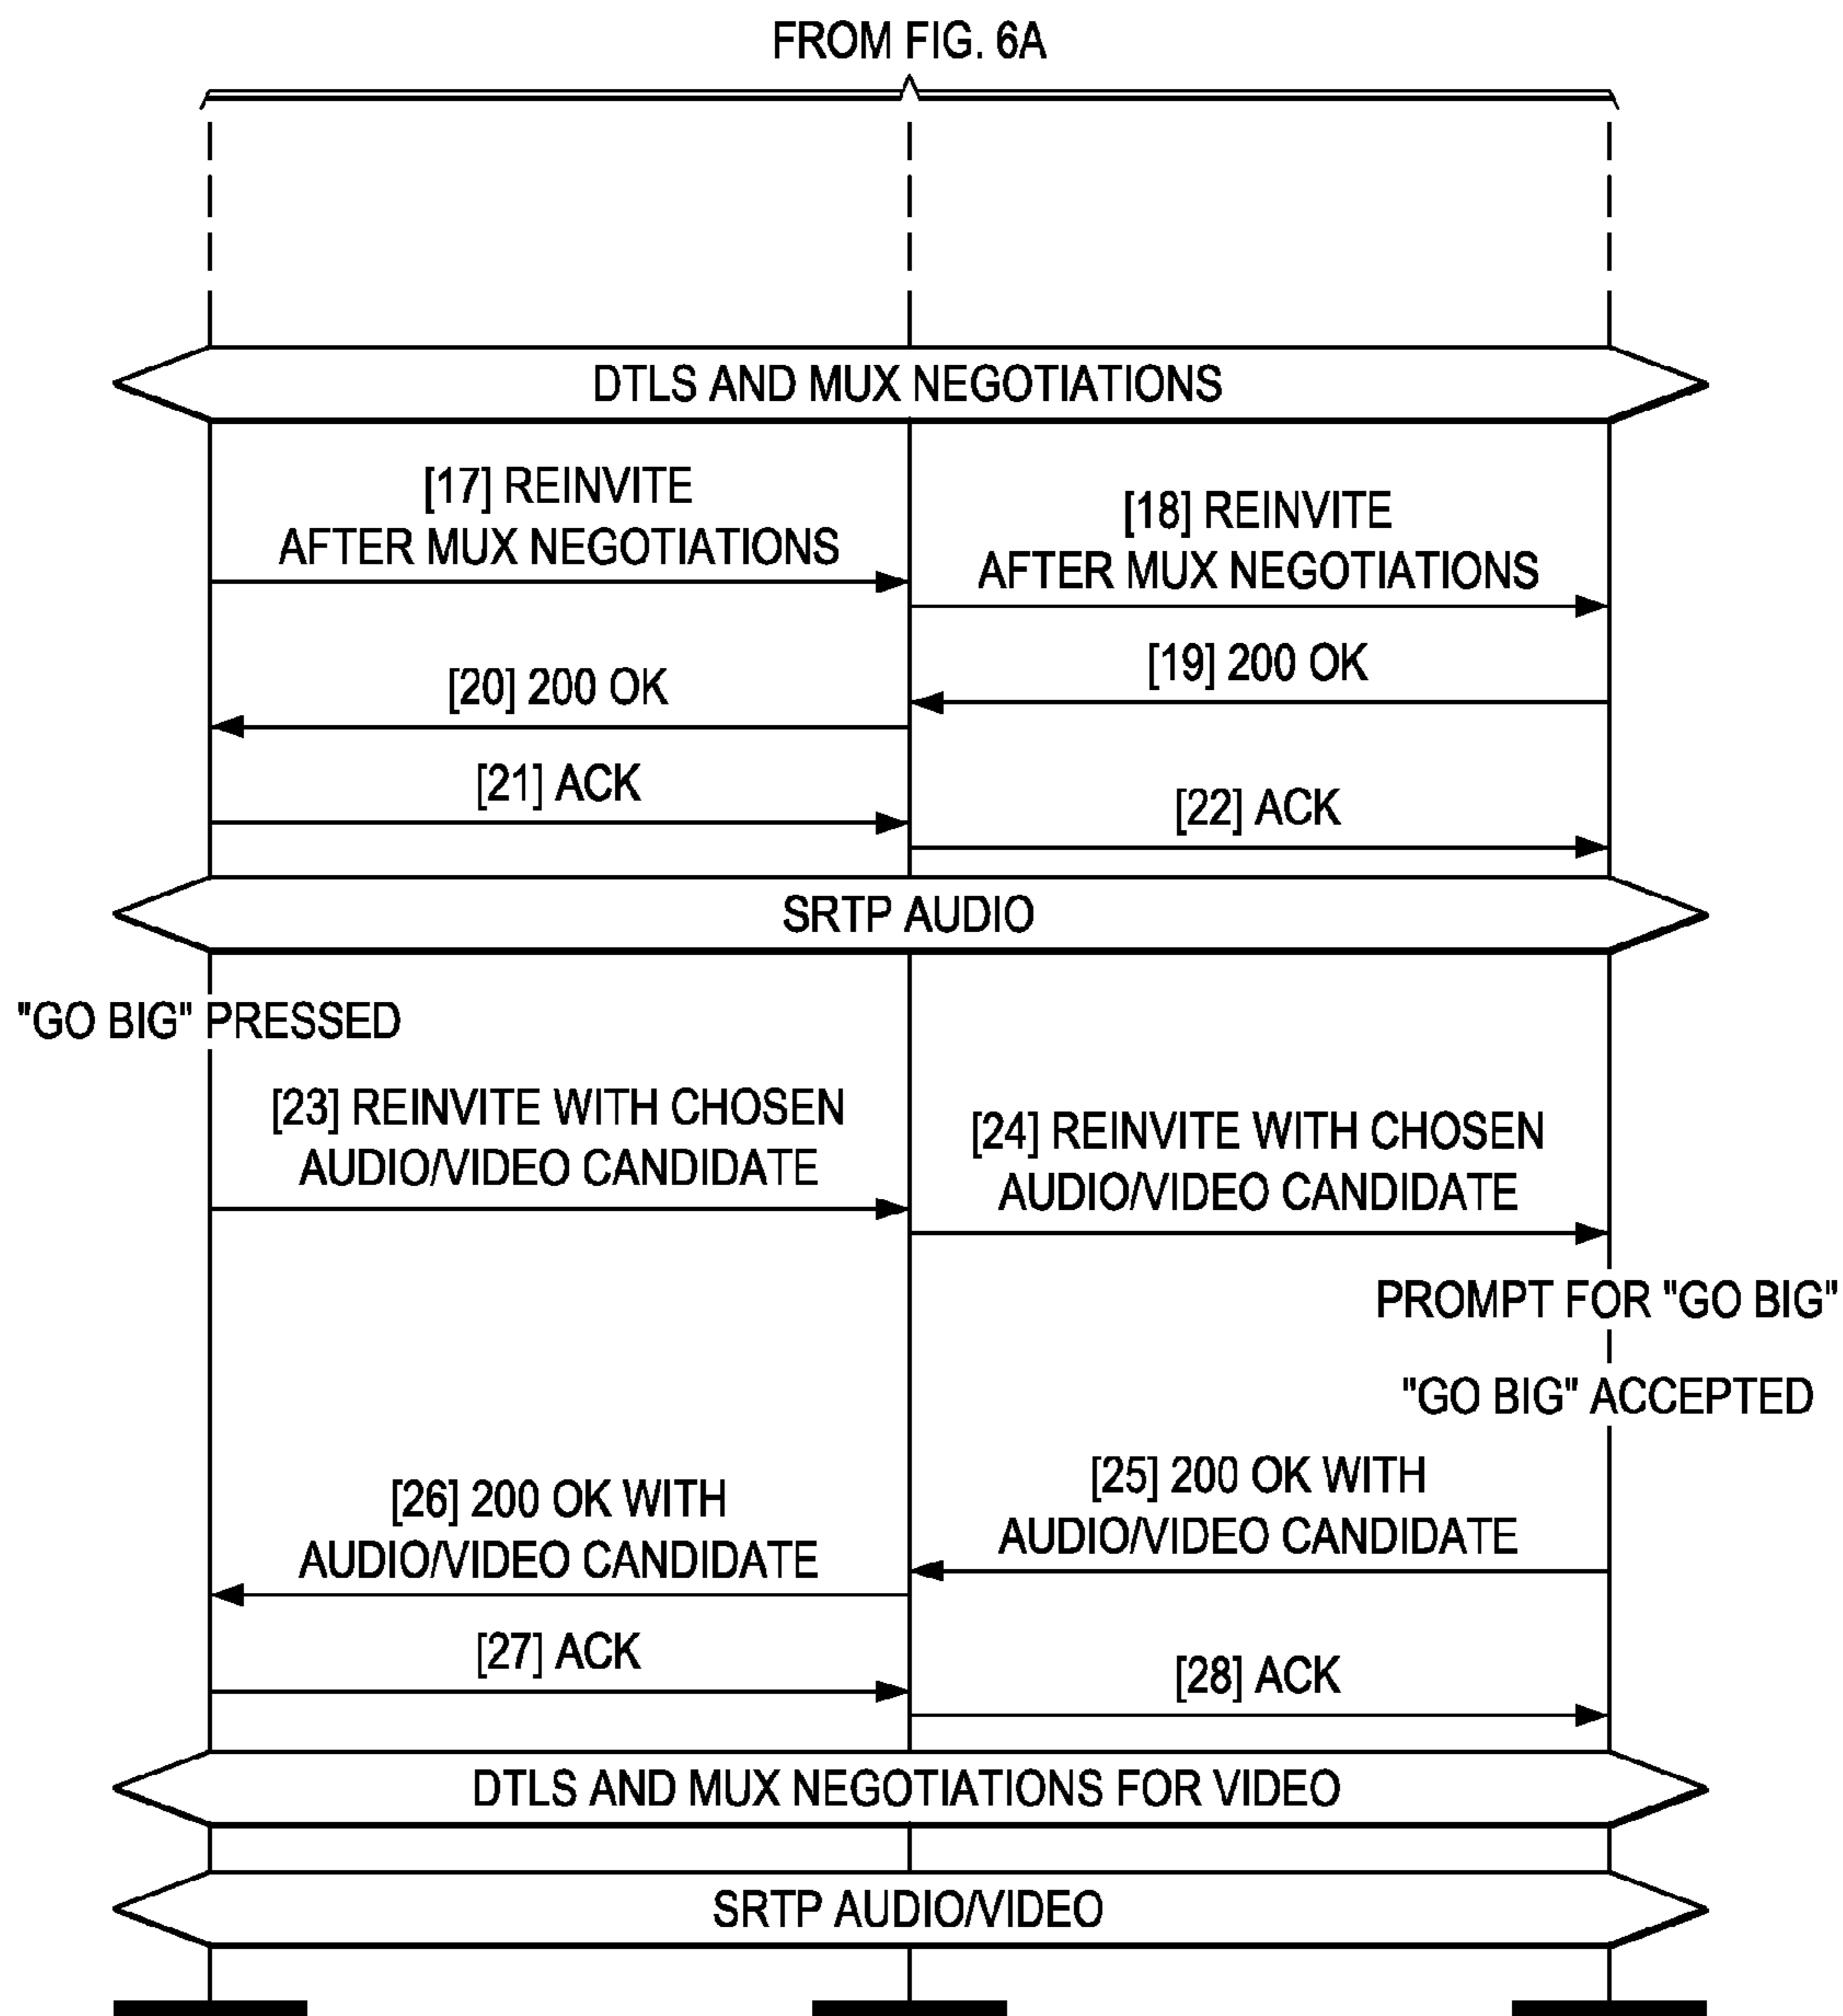 FROM FIG. 6A
DTLS AND MUX NEGOTIATIONS
[17] REINVITE
AFTER MUX NEGOTIATIONS
[18] REINVITE
AFTER MUX NEGOTIATIONS
[19] 200 OK
[20] 200 OK
[21] ACK
[22] ACK
SRTP AUDIO
"GO BIG" PRESSED
[23] REINVITE WITH CHOSEN
AUDIO/VIDEO CANDIDATE
[24] REINVITE WITH CHOSEN
AUDIO/VIDEO CANDIDATE
PROMPT FOR "GO BIG"
"GO BIG" ACCEPTED
[25] 200 OK WITH
AUDIO/VIDEO CANDIDATE
[26] 200 OK WITH
AUDIO/VIDEO CANDIDATE
[27] ACK
[28] ACK
DTLS AND MUX NEGOTIATIONS FOR VIDEO
SRTP AUDIO/VIDEO